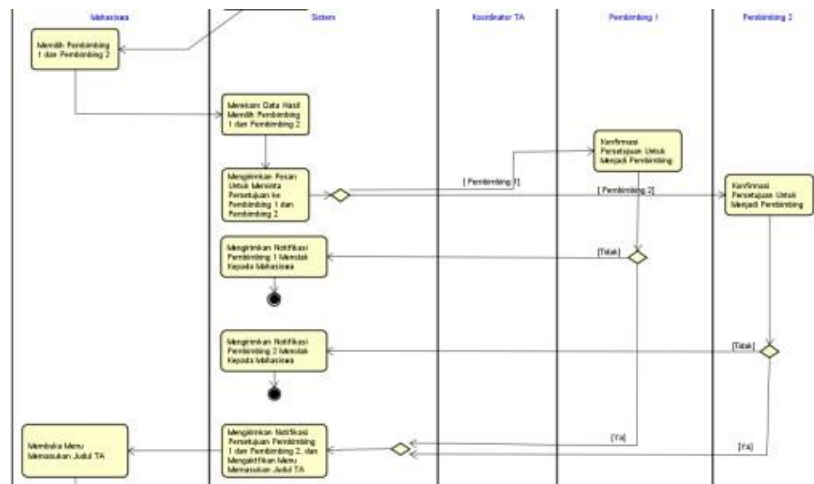 Mahasiswa
Sistem
Koordinator TA
Pembimbing 1
Pembimbing 2
Memilih Pembimbing
1 dan Pembimbing 2
Merekam Data Hasil
Memilih Pembimbing
1 dan Pembimbing 2
Konfirmasi
Persetujuan Untuk
Menjadi Pembimbing
Mengirimkan Pesan
Untuk Meminta
Persetujuan ke
Pembimbing 1 dan
Pembimbing 2
[ Pembimbing 1]
[ Pembimbing 2]
Konfirmasi
Persetujuan Untuk
Menjadi Pembimbing
Mengirimkan Notifikasi
Pembimbing 1 Menolak
Kepada Mahasiswa
[Tidak]
Mengirimkan Notifikasi
Pembimbing 2 Menolak
Kepada Mahasiswa
[Tidak]
Membuka Menu
Memasukan Judul TA
Mengirimkan Notifikasi
Persetujuan Pembimbing
1 dan Pembimbing 2, dan
Mengaktfikan Menu
Memasukan Judul TA
[Ya]
[Ya]